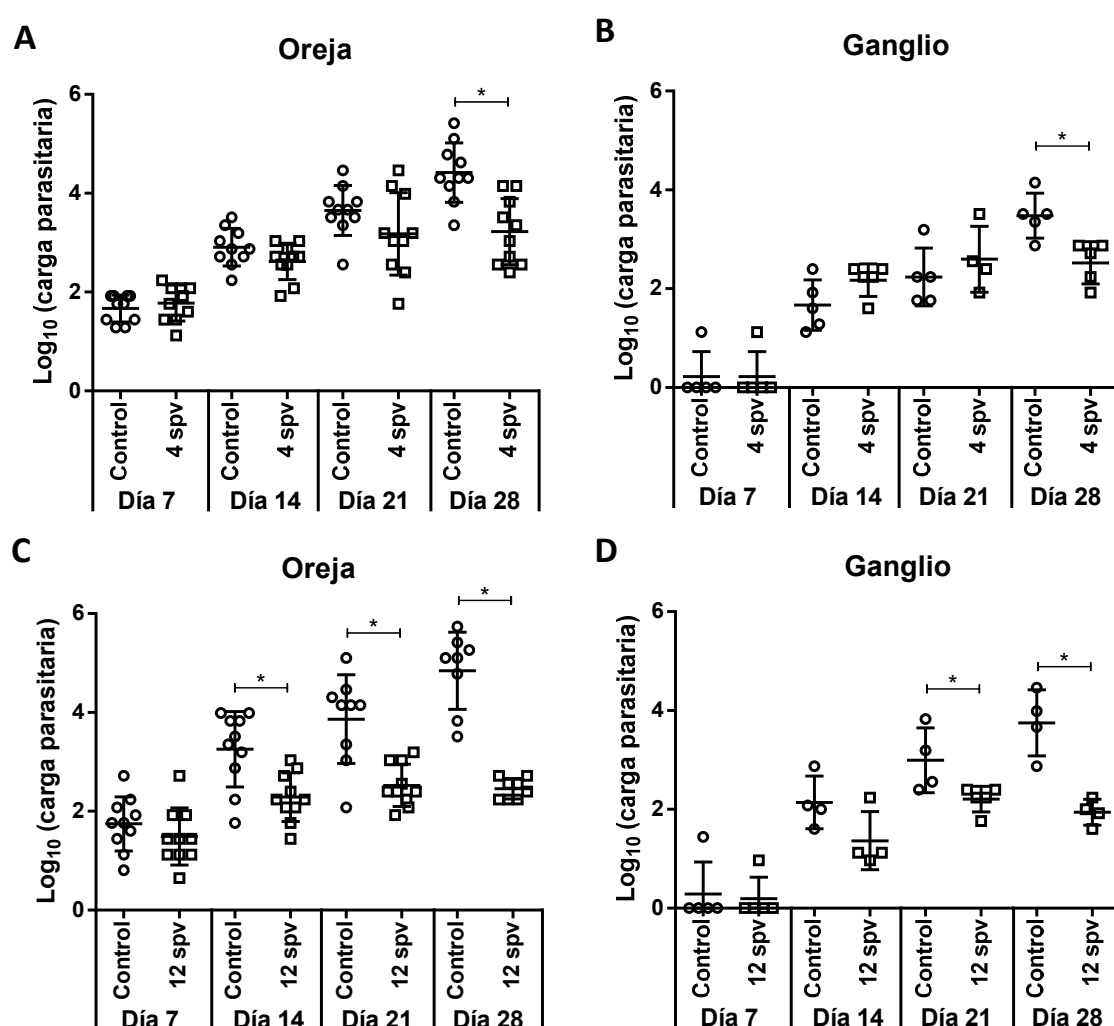 A
Oreja
Log10 (carga parasitaria)
6
4
2
0
*
Control
4 spv
Control
4 spv
Control
4 spv
Control
4 spv
Día 7
Día 14
Día 21
Día 28
B
Ganglio
Log10 (carga parasitaria)
6
4
2
0
*
Control
4 spv
Control
4 spv
Control
4 spv
Control
4 spv
Día 7
Día 14
Día 21
Día 28
C
Oreja
Log10 (carga parasitaria)
6
4
2
0
*
*
*
Control
12 spv
Control
12 spv
Control
12 spv
Control
12 spv
Día 7
Día 14
Día 21
Día 28
D
Ganglio
Log10 (carga parasitaria)
6
4
2
0
*
*
Control
12 spv
Control
12 spv
Control
12 spv
Control
12 spv
Día 7
Día 14
Día 21
Día 28